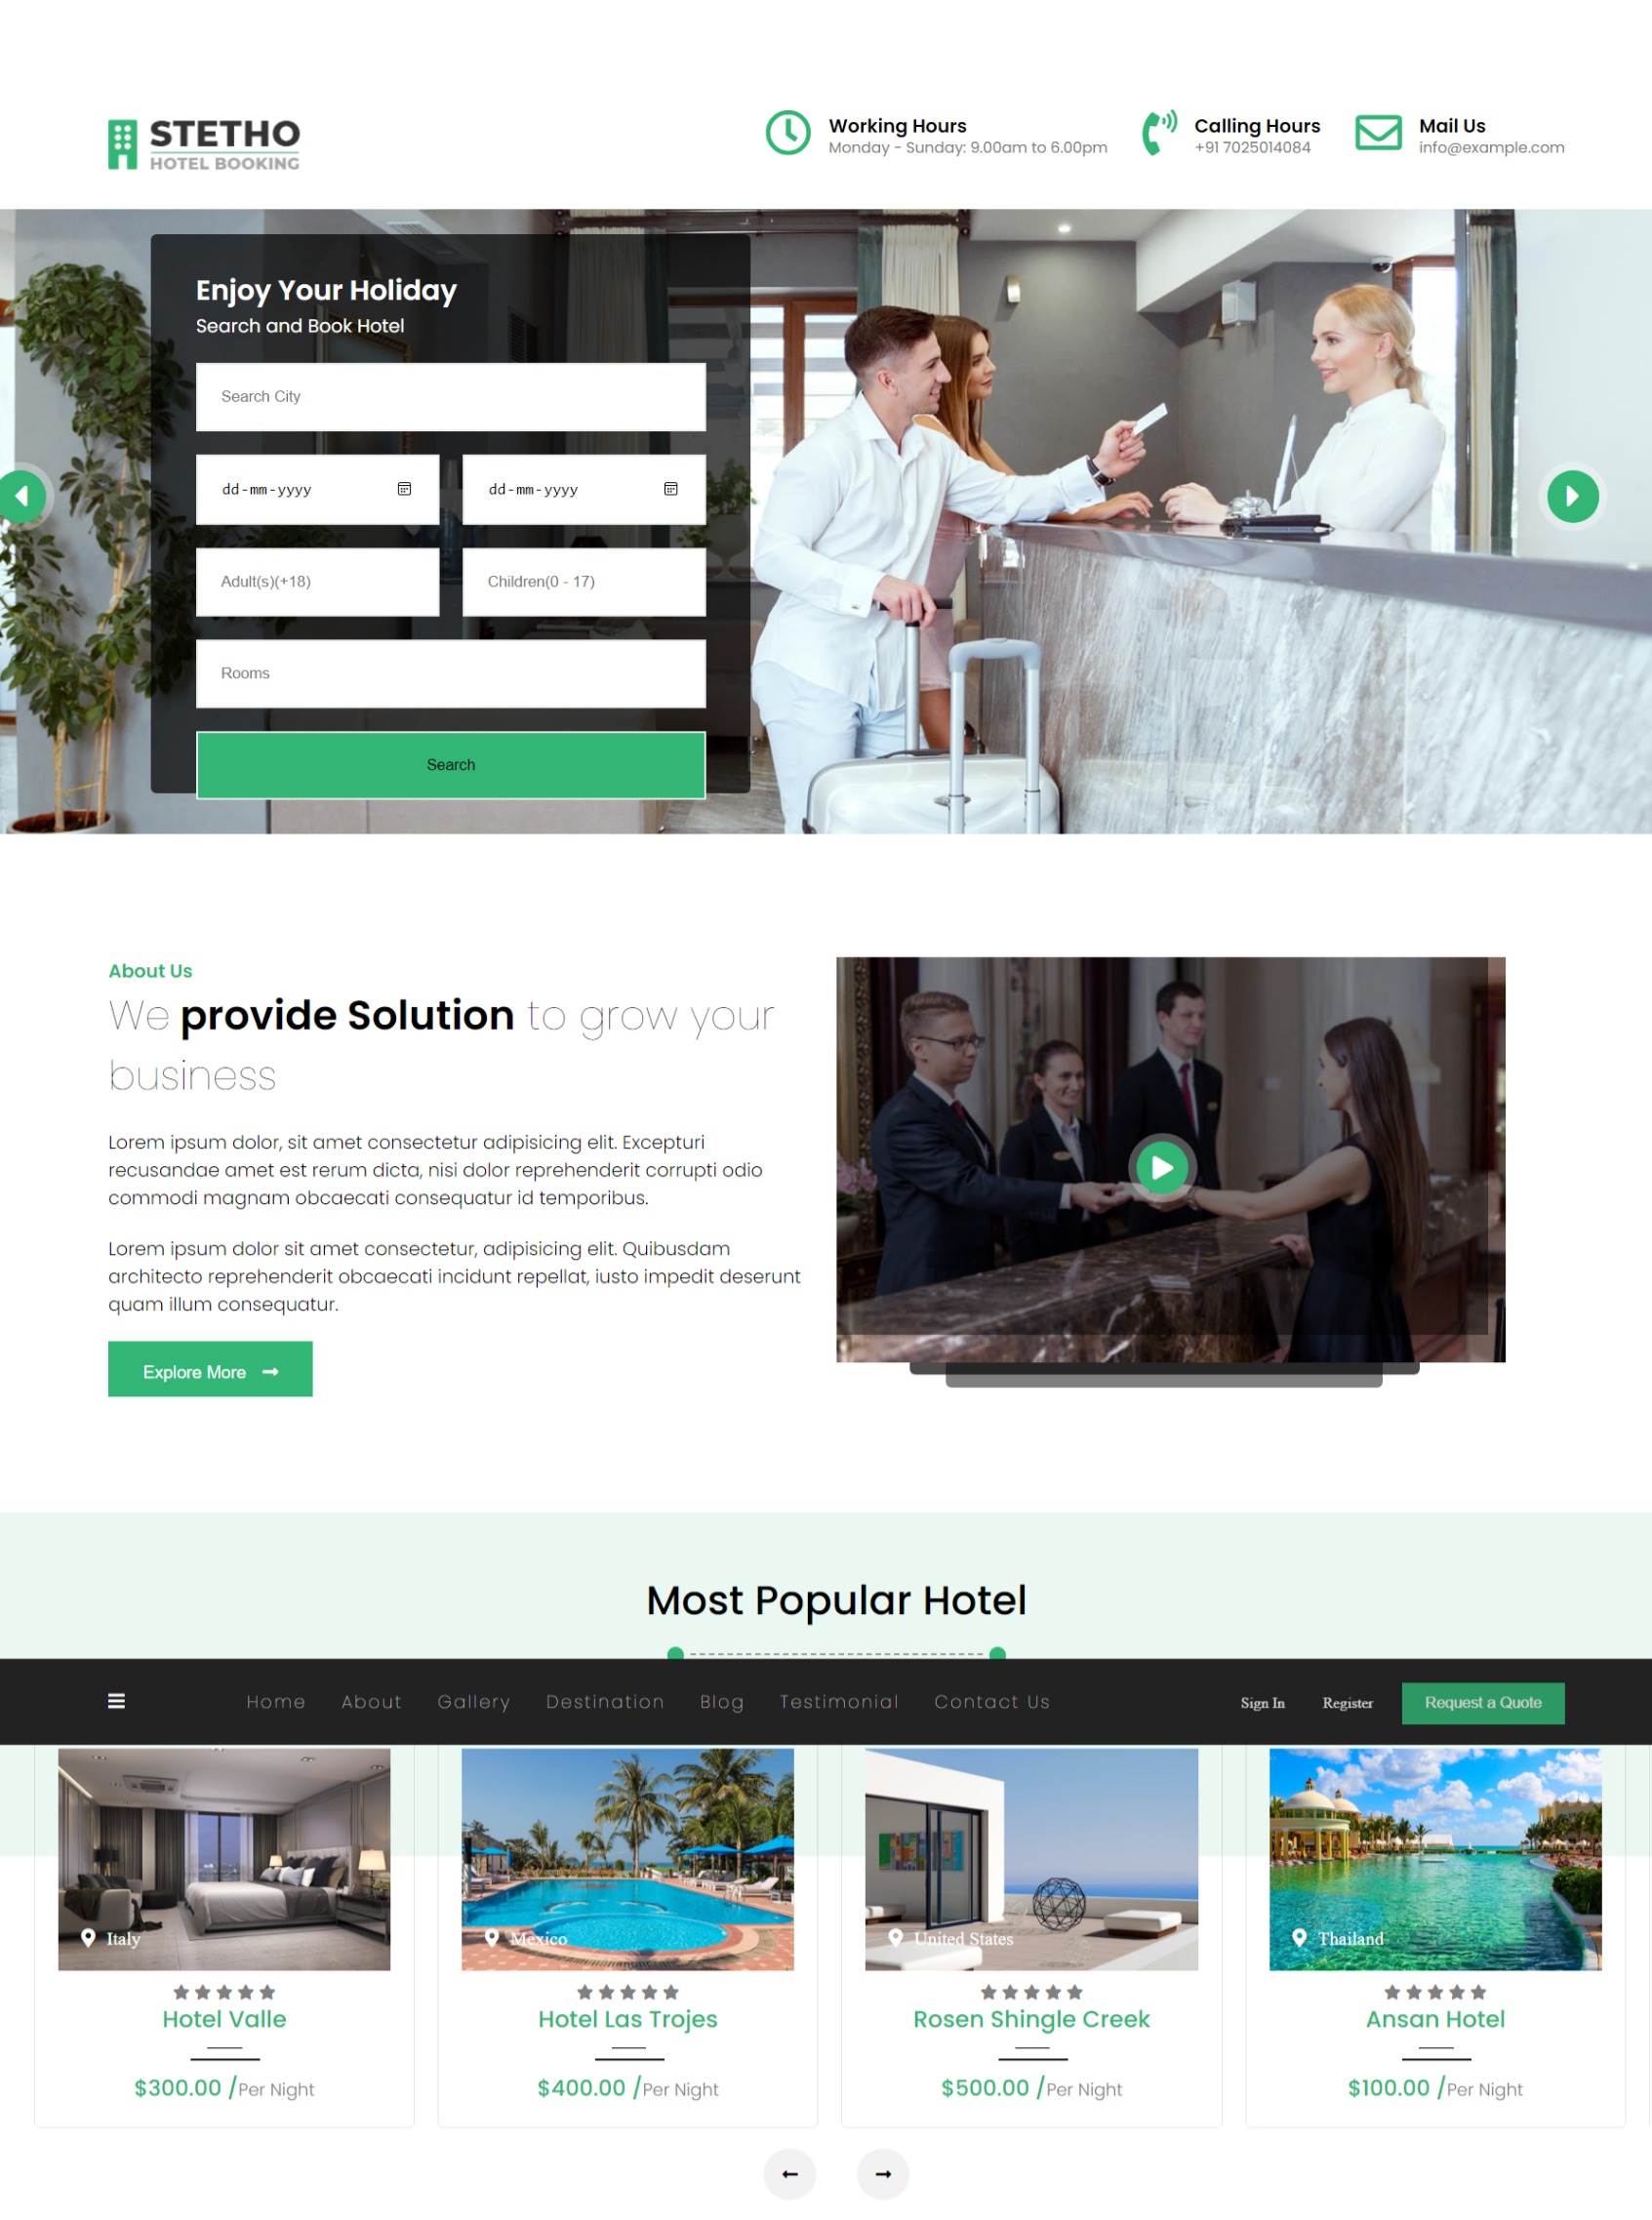 STETHO
HOTEL BOOKING
Working Hours
Monday - Sunday: 9.00am to 6.00pm
Calling Hours
+91 7025014084
Mail Us
info@example.com
Enjoy Your Holiday
Search and Book Hotel
Search City
dd-mm-yyyy
dd-mm-yyyy
Adult(s)(+18)
Children(0 - 17)
Rooms
Search
About Us
We provide Solution to grow your
business
Lorem ipsum dolor, sit amet consectetur adipisicing elit. Excepturi
recusandae amet est rerum dicta, nisi dolor reprehenderit corrupti odio
commodi magnam obcaecati consequatur id temporibus.
Lorem ipsum dolor sit amet consectetur, adipisicing elit. Quibusdam
architecto reprehenderit obcaecati incidunt repellat, iusto impedit deserunt
quam illum consequatur.
Explore More
Most Popular Hotel
Home About Gallery Destination Blog Testimonial Contact Us Sign In Register Request a Quote
Italy
Mexico
United States
Thailand
Hotel Valle
Hotel Las Trojes
Rosen Shingle Creek
Ansan Hotel
$300.00 /Per Night
$400.00 /Per Night
$500.00 /Per Night
$100.00 /Per Night